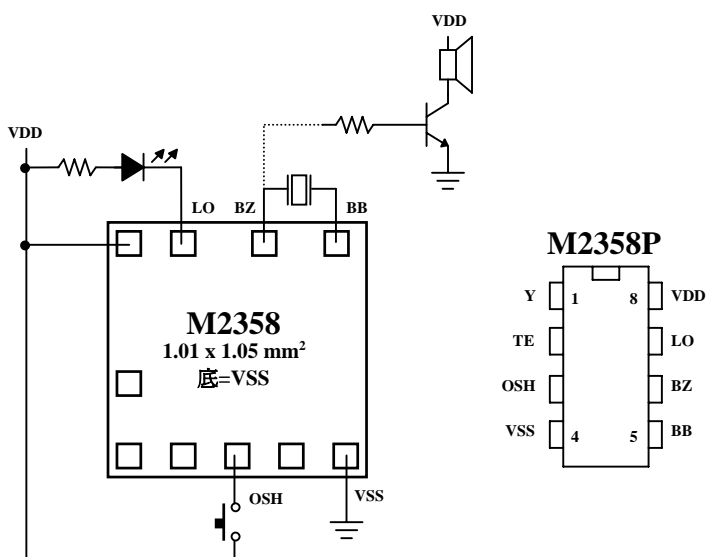 VDD
VDD
LO
BZ
BB
M2358
1.01 x 1.05 mm²
底=VSS
OSH
VSS
M2358P
Y 1 8 VDD
TE LO
OSH BZ
VSS 4 5 BB